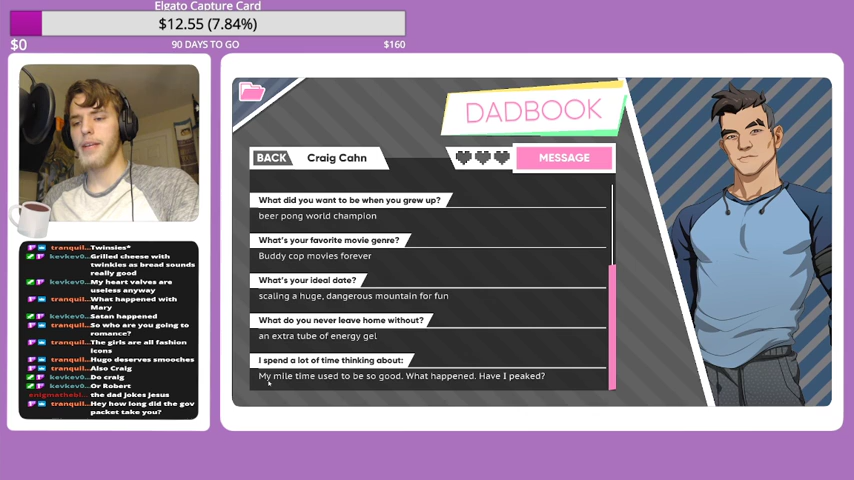 Elgato Capture Card
$12.55 (7.84%)
$0
90 DAYS TO GO
$160
DADBOOK
BACK
Craig Cahn
MESSAGE
What did you want to be when you grew up?
beer pong world champion
What's your favorite movie genre?
Buddy cop movies forever
What's your ideal date?
scaling a huge, dangerous mountain for fun
What do you never leave home without?
an extra tube of energy gel
I spend a lot of time thinking about:
My mile time used to be so good. What happened. Have I peaked?
tranquil... Twinsies*
kevkev0... Grilled cheese with
twinkies as bread sounds
really good
kevkev0... My heart valves are
useless anyway
tranquil... What happened with
Mary
kevkev0... Satan happened
tranquil... So who are you going to
romance?
tranquil... The girls are all fashion
icons
tranquil... Hugo deserves smooches
tranquil... Also Craig
kevkev0... Do craig
kevkev0... Or Robert
the dad jokes jesus
tranquil... Hey how long did the gov
packet take you?